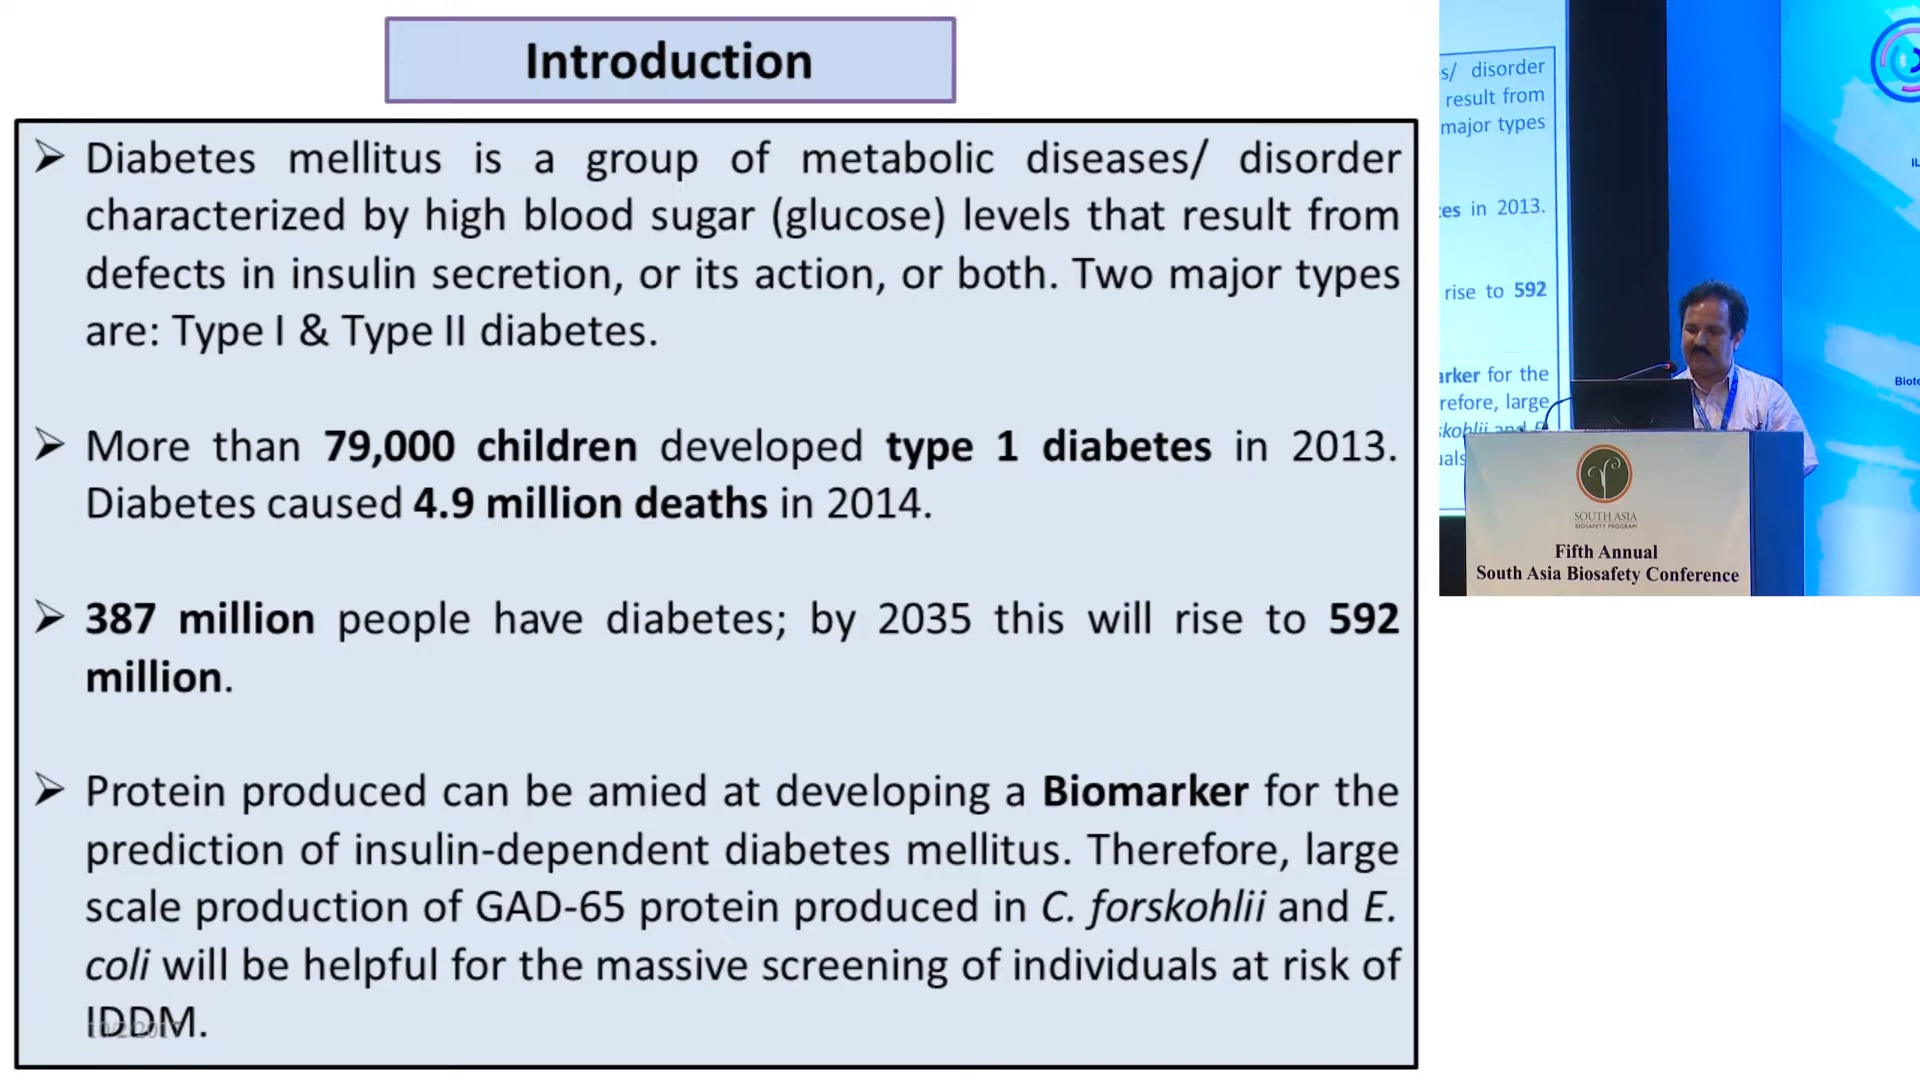 Introduction
➢ Diabetes mellitus is a group of metabolic diseases/ disorder
characterized by high blood sugar (glucose) levels that result from
defects in insulin secretion, or its action, or both. Two major types
are: Type I & Type II diabetes.
➢ More than 79,000 children developed type 1 diabetes in 2013.
Diabetes caused 4.9 million deaths in 2014.
➢ 387 million people have diabetes; by 2035 this will rise to 592
million.
➢ Protein produced can be amied at developing a Biomarker for the
prediction of insulin-dependent diabetes mellitus. Therefore, large
scale production of GAD-65 protein produced in C. forskohlii and E.
coli will be helpful for the massive screening of individuals at risk of
IDDM.
s/ disorder
result from
major types
es in 2013.
rise to 592
arker for the
refore, large
skohlii and E
uals
IL
Biote
SOUTH ASIA
BIOSAFETY PROGRAM
Fifth Annual
South Asia Biosafety Conference